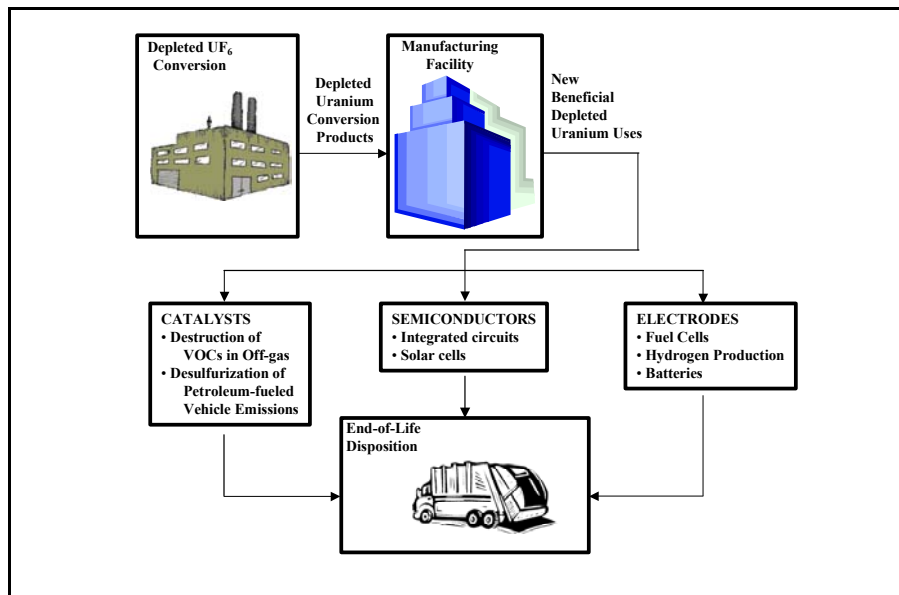 Depleted UF₆
Conversion
Depleted
Uranium
Conversion
Products
Manufacturing
Facility
New
Beneficial
Depleted
Uranium Uses
CATALYSTS
• Destruction of
VOCs in Off-gas
• Desulfurization of
Petroleum-fueled
Vehicle Emissions
SEMICONDUCTORS
• Integrated circuits
• Solar cells
ELECTRODES
• Fuel Cells
• Hydrogen Production
• Batteries
End-of-Life
Disposition